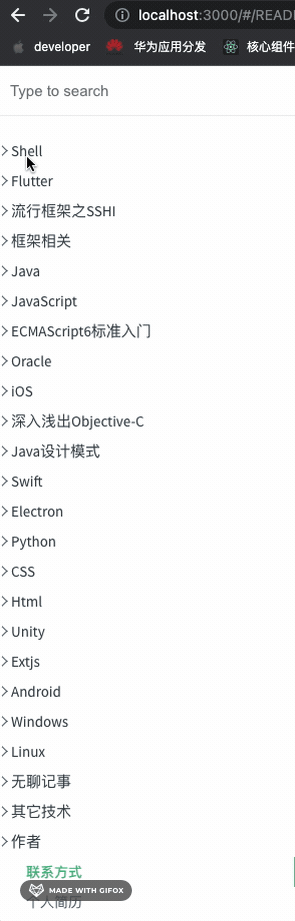 localhost:3000/#/READ
developer 华为应用分发 核心组件
Type to search
Shell
Flutter
流行框架之SSHI
框架相关
Java
JavaScript
ECMAScript6标准入门
Oracle
iOS
深入浅出Objective-C
Java设计模式
Swift
Electron
Python
CSS
Html
Unity
Extjs
Android
Windows
Linux
无聊记事
其它技术
作者
联系方式
MADE WITH GIFOX
个人简历